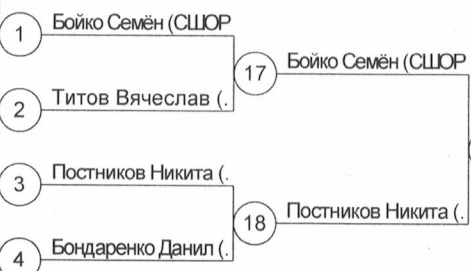 1 Бойко Семён (СШОР
17 Бойко Семён (СШОР
2 Титов Вячеслав (.
3 Постников Никита (.
18 Постников Никита (.
4 Бондаренко Данил (.